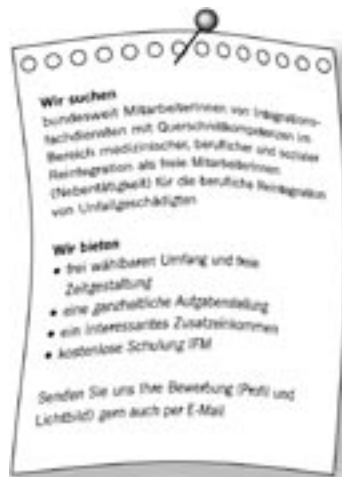 Wir suchen
bundesweit MitarbeiterInnen von Integrations-
fachdiensten mit Querschnittkompetenzen im
Bereich medizinischer, beruflicher und sozialer
Reintegration als freie MitarbeiterInnen
(Nebentätigkeit) für die berufliche Reintegration
von Unfallgeschädigten
Wir bieten
• frei wählbaren Umfang und freie
Zeitgestaltung
• eine ganzheitliche Aufgabenstellung
• ein interessantes Zusatzeinkommen
• kostenlose Schulung IFM
Senden Sie uns Ihre Bewerbung (Profil und
Lichtbild) gern auch per E-Mail